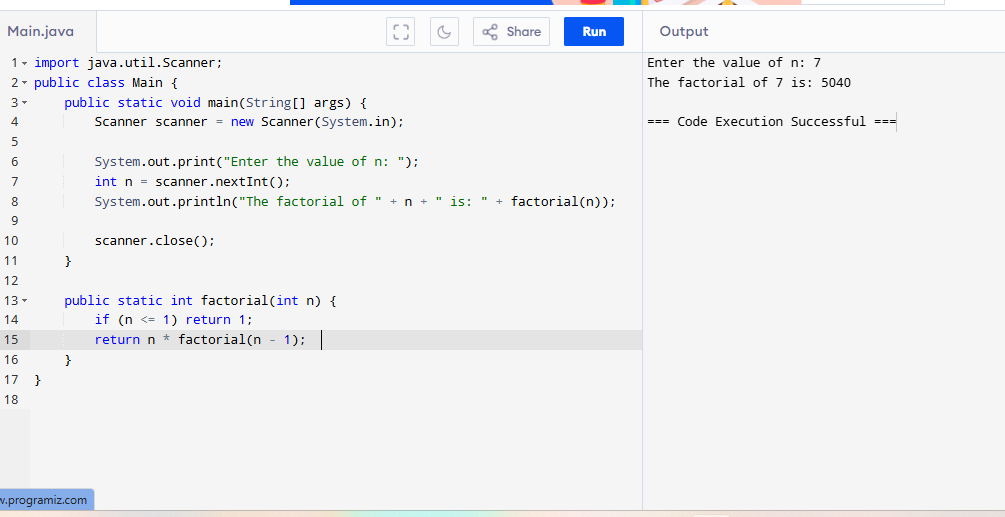 Main.java
Share
Run
Output
1 import java.util.Scanner;
2 public class Main {
3 public static void main(String[] args) {
4 Scanner scanner = new Scanner(System.in);
5
6 System.out.print("Enter the value of n: ");
7 int n = scanner.nextInt();
8 System.out.println("The factorial of " + n + " is: " + factorial(n));
9
10 scanner.close();
11 }
12
13 public static int factorial(int n) {
14 if (n <= 1) return 1;
15 return n * factorial(n - 1);
16 }
17 }
18
Enter the value of n: 7
The factorial of 7 is: 5040
=== Code Execution Successful ===
w.programiz.com